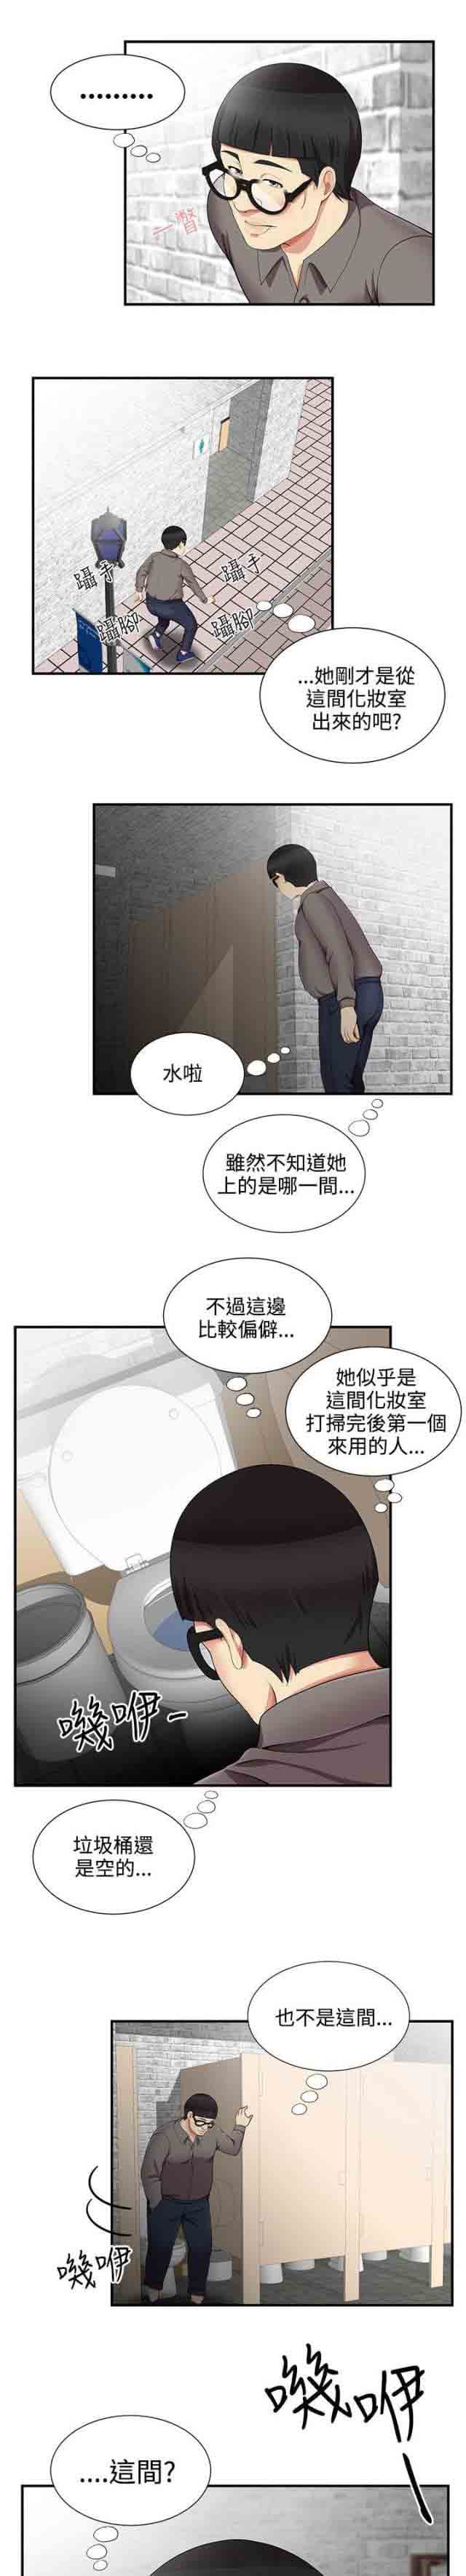 .........
一瞥
躡手
躡腳
躡手
躡腳
...她剛才是從
這間化妝室
出來的吧?
水啦
雖然不知道她
上的是哪一間...
不過這邊
比較偏僻...
她似乎是
這間化妝室
打掃完後第一個
來用的人...
嘰咿-
垃圾桶還
是空的...
也不是這間...
嘰咿
嘰咿-
....這間?